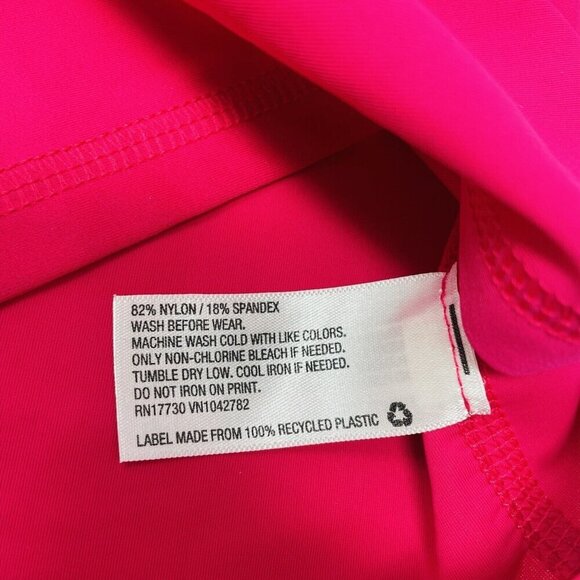 82% NYLON / 18% SPANDEX
WASH BEFORE WEAR.
MACHINE WASH COLD WITH LIKE COLORS.
ONLY NON-CHLORINE BLEACH IF NEEDED.
TUMBLE DRY LOW. COOL IRON IF NEEDED.
DO NOT IRON ON PRINT.
RN17730 VN1042782
LABEL MADE FROM 100% RECYCLED PLASTIC